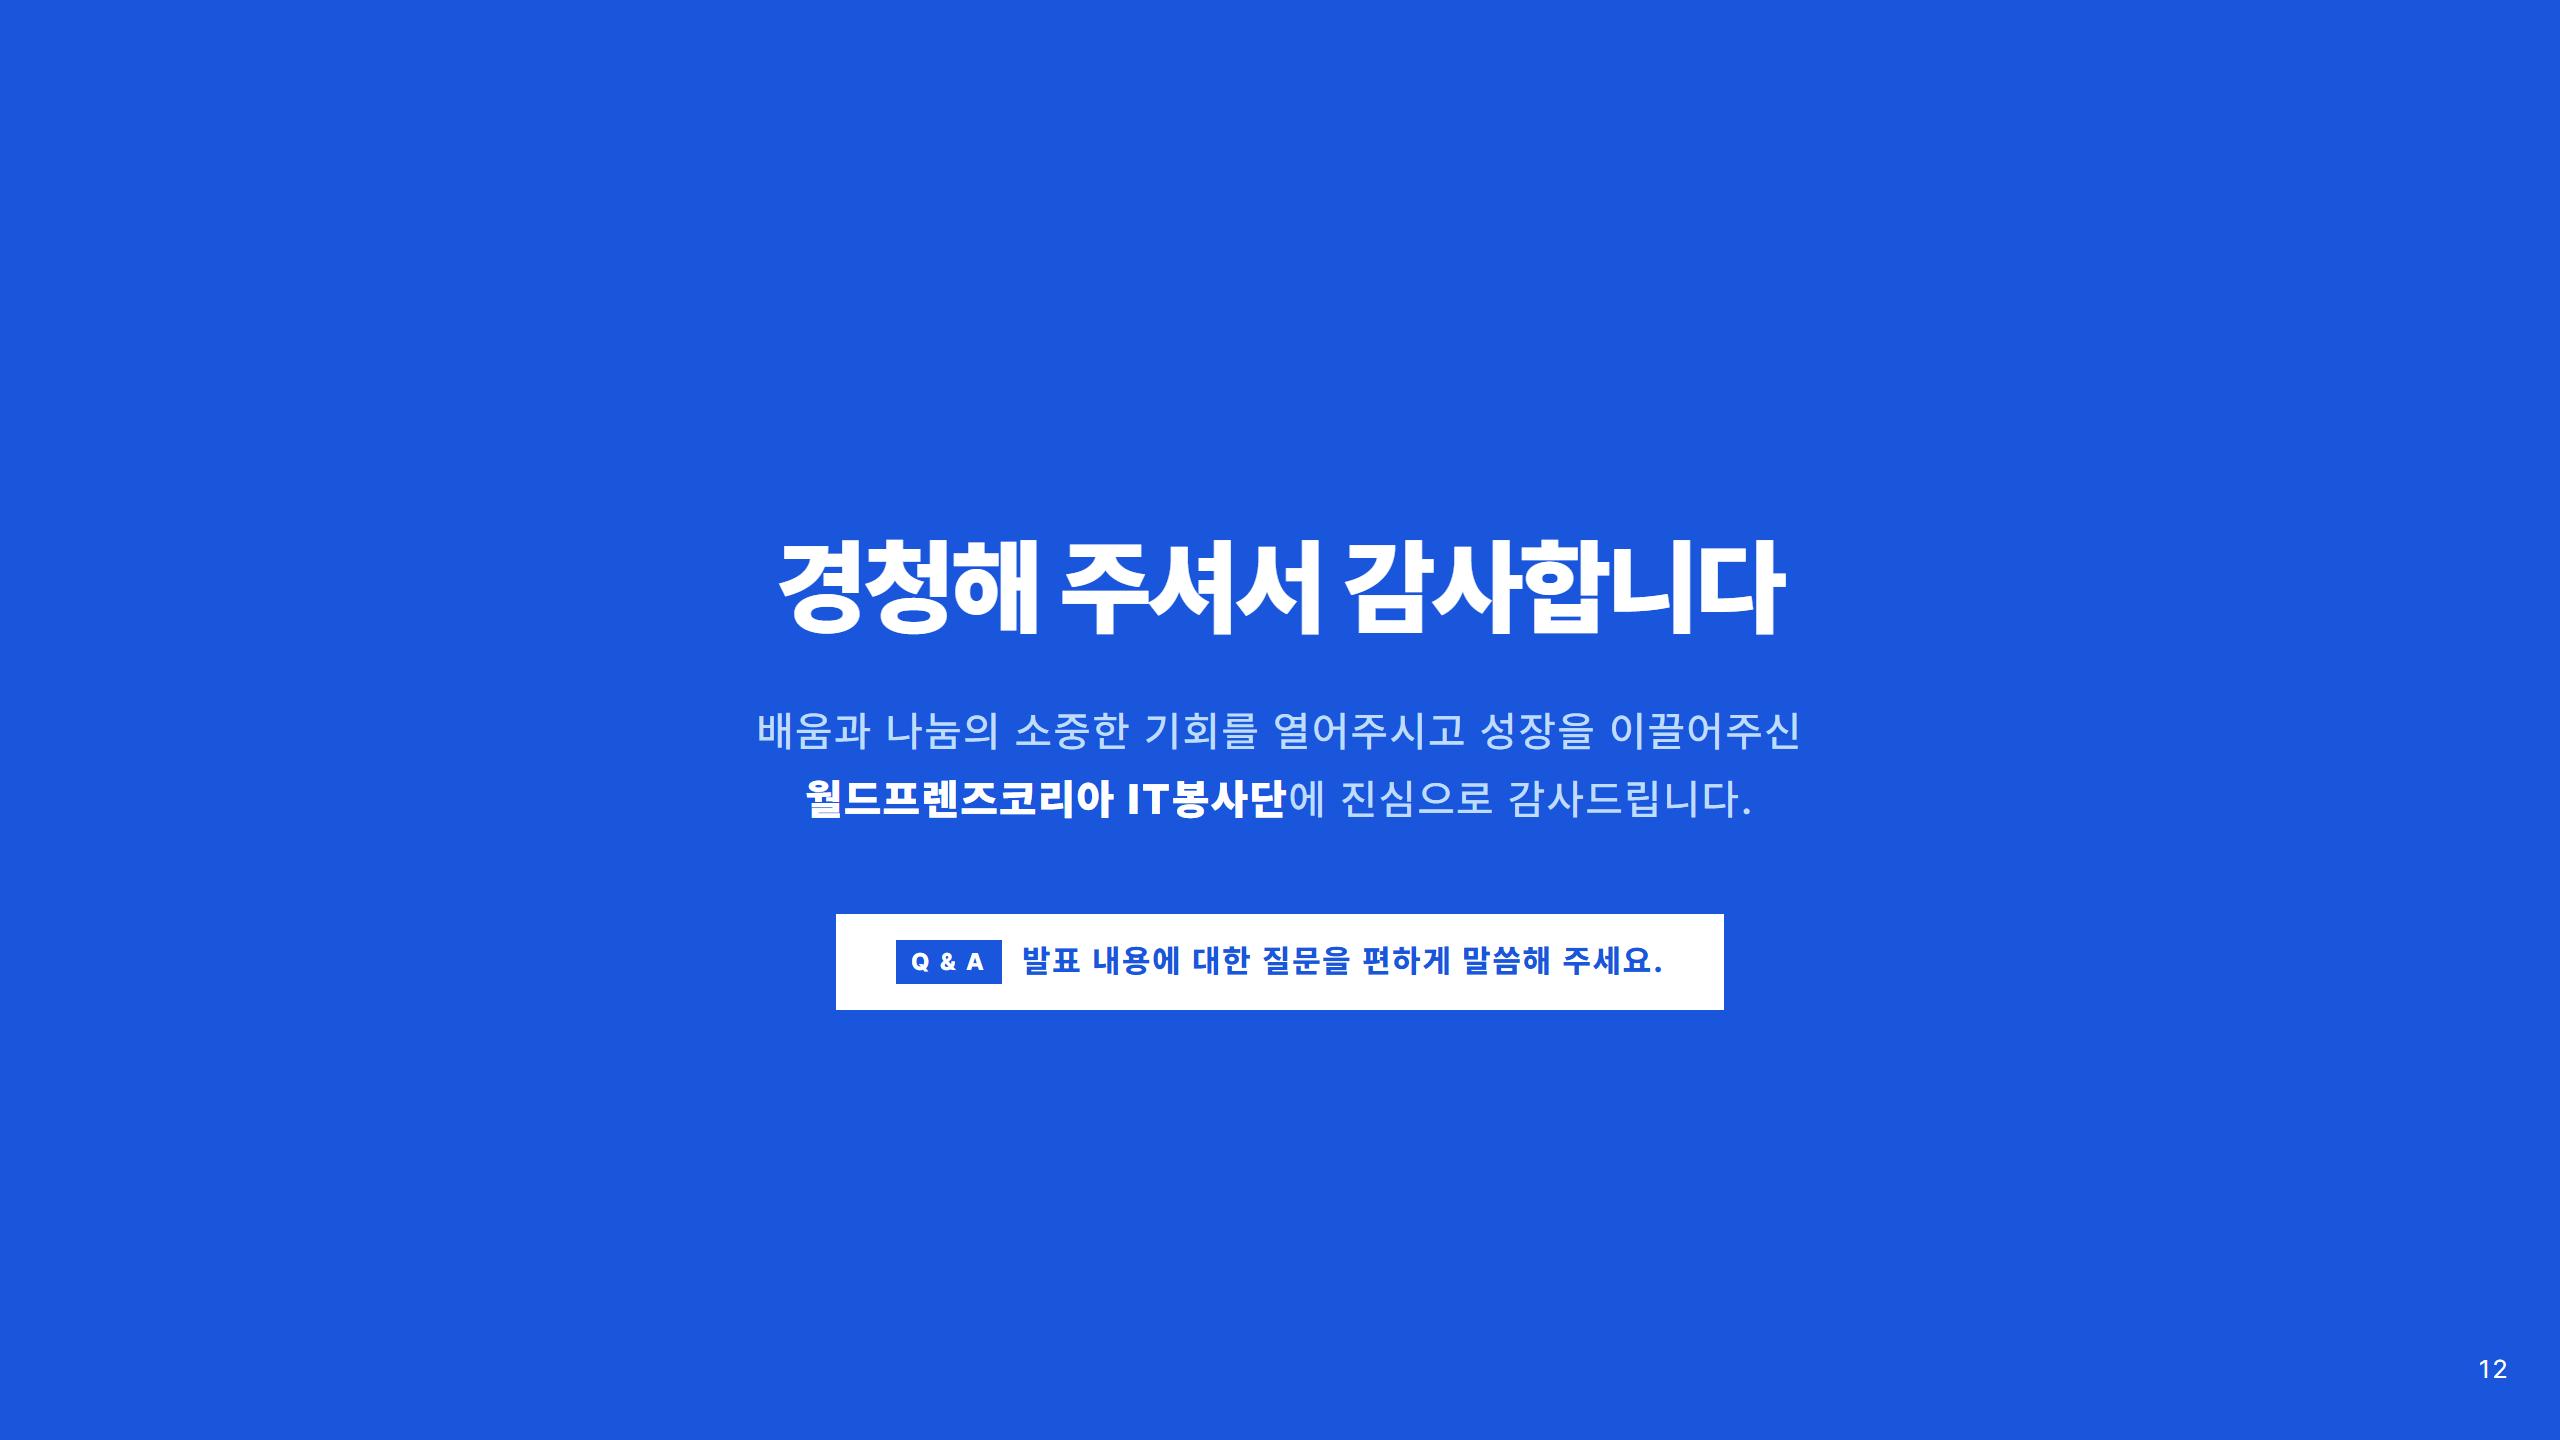 경청해 주셔서 감사합니다
배움과 나눔의 소중한 기회를 열어주시고 성장을 이끌어주신
월드프렌즈코리아 IT봉사단에 진심으로 감사드립니다.
Q & A 발표 내용에 대한 질문을 편하게 말씀해 주세요.
12